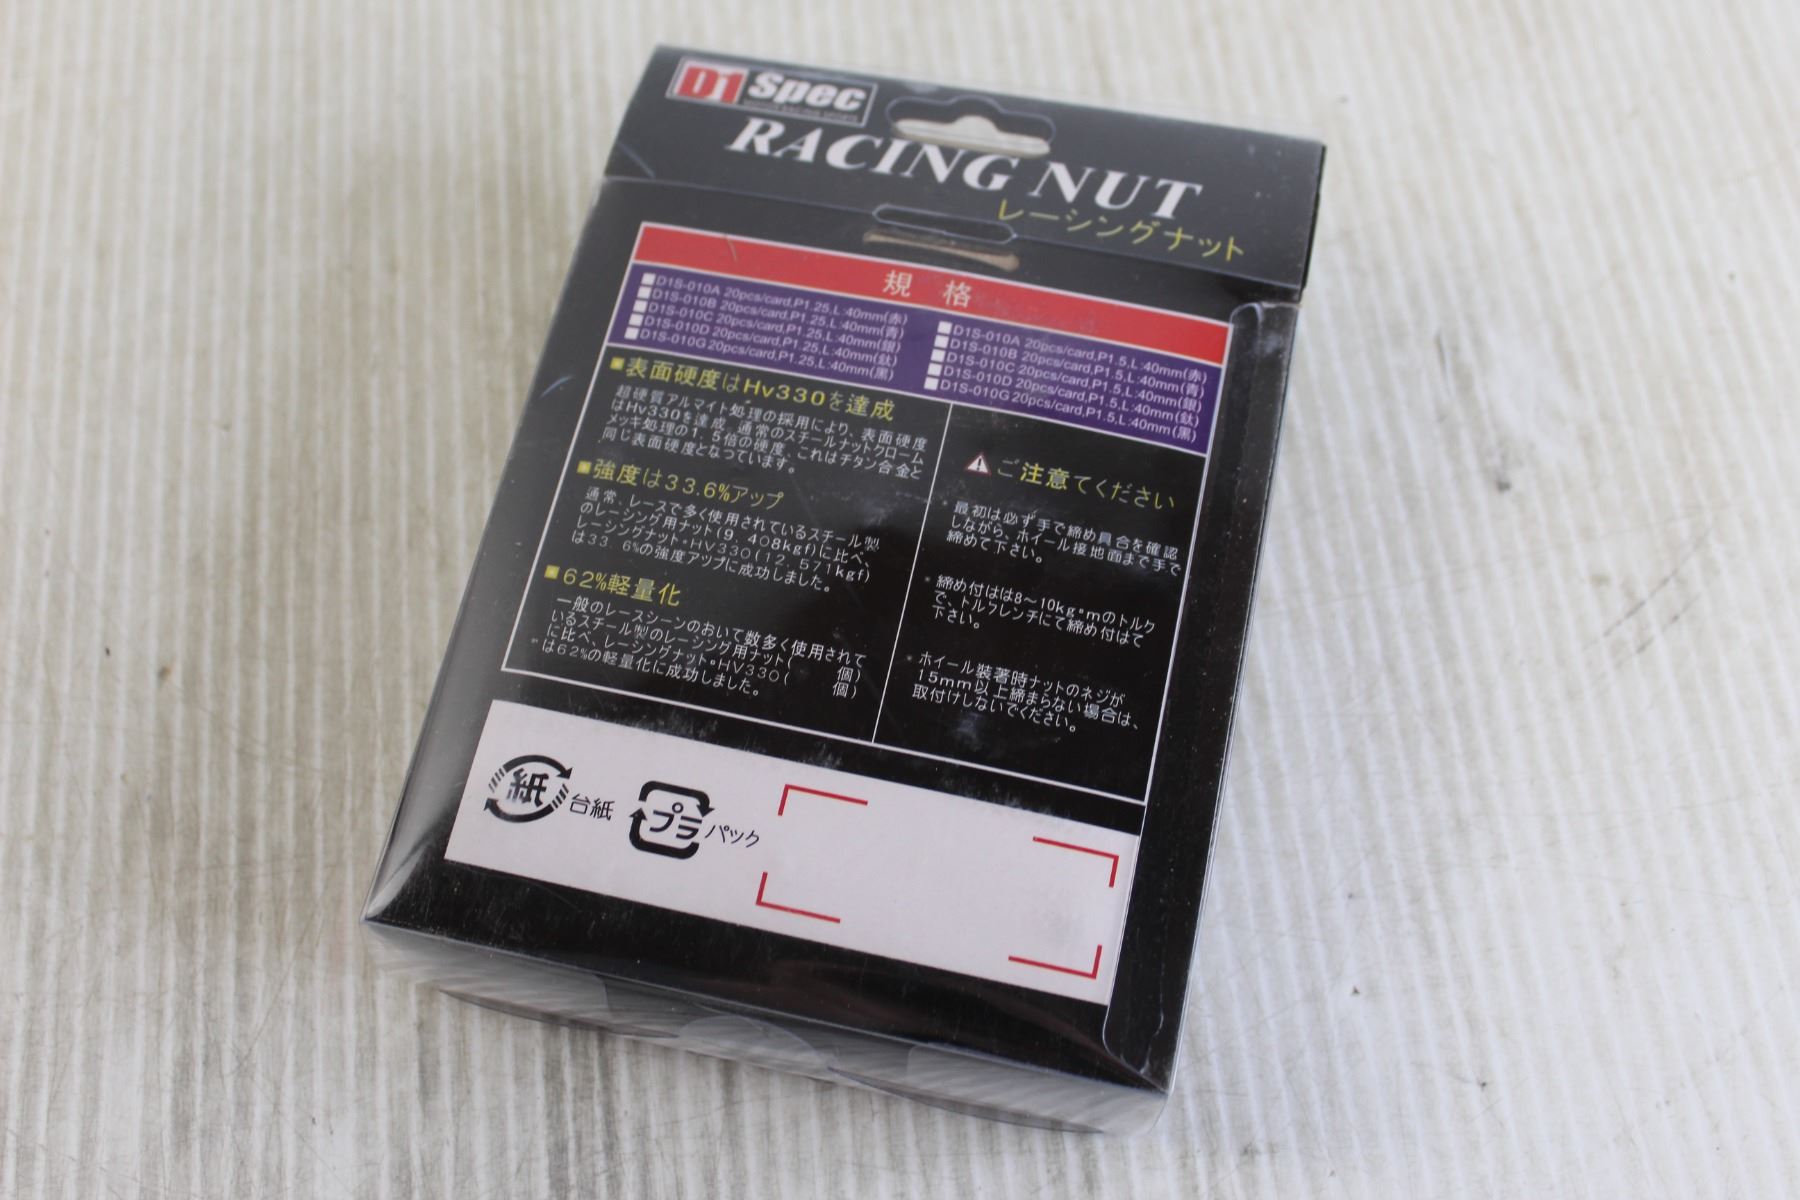 D1 Spec
RACING NUT
レーシングナット
規 格
D1S-010A 20pcs/card,P1.25,L:40mm(赤)
D1S-010B 20pcs/card,P1.25,L:40mm(青)
D1S-010C 20pcs/card,P1.25,L:40mm(銀)
D1S-010D 20pcs/card,P1.25,L:40mm(鈦)
D1S-010G 20pcs/card,P1.25,L:40mm(黒)
D1S-010A 20pcs/card,P1.5,L:40mm(赤)
D1S-010B 20pcs/card,P1.5,L:40mm(青)
D1S-010C 20pcs/card,P1.5,L:40mm(銀)
D1S-010D 20pcs/card,P1.5,L:40mm(鈦)
D1S-010G 20pcs/card,P1.5,L:40mm(黒)
表面硬度はHv330を達成
超硬質アルマイト処理の採用により、表面硬度
はHv330を達成 通常のスチールナットクローム
メッキ処理の1.5倍の硬度、これはチタン合金と
同じ表面硬度となっています。
強度は33.6%アップ
通常、レースで多く使用されているスチール製
のレーシング用ナット(9.408kgf)に比べ、
レーシングナット・HV330(12.571kgf)
は33.6%の強度アップに成功しました。
62%軽量化
一般のレースシーンのおいて数多く使用されて
いるスチール製のレーシング用ナット( 個)
に比べ、レーシングナット・HV330( 個)
は62%の軽量化に成功しました。
ご注意てください
最初は必ず手で締め具合を確認
しながら、ホイール接地面まで手で
締めて下さい。
締め付はは8〜10kg・mのトルク
で、トルフレンチにて締め付はて
下さい。
ホイール裝著時ナットのネジが
15mm以上締まらない場合は、
取付けしないでください。
紙 台紙
プラ パック